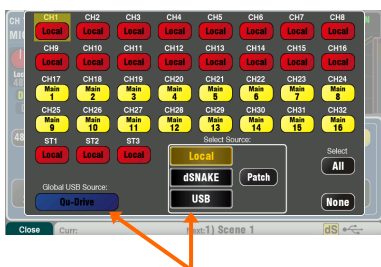 CH1 CH2 CH3 CH4 CH5 CH6 CH7 CH8
Local Local Local Local Local Local Local Local
CH9 CH10 CH11 CH12 CH13 CH14 CH15 CH16
Local Local Local Local Local Local Local Local
CH17 CH18 CH19 CH20 CH21 CH22 CH23 CH24
Main 1 Main 2 Main 3 Main 4 Main 5 Main 6 Main 7 Main 8
CH25 CH26 CH27 CH28 CH29 CH30 CH31 CH32
Main 9 Main 10 Main 11 Main 12 Main 13 Main 14 Main 15 Main 16
ST1 ST2 ST3 Select Source:
Local Local Local Local
Select
All
dSNAKE Patch
Global USB Source:
Qu-Drive USB None
Close Curr: Next:1) Scene 1 dS